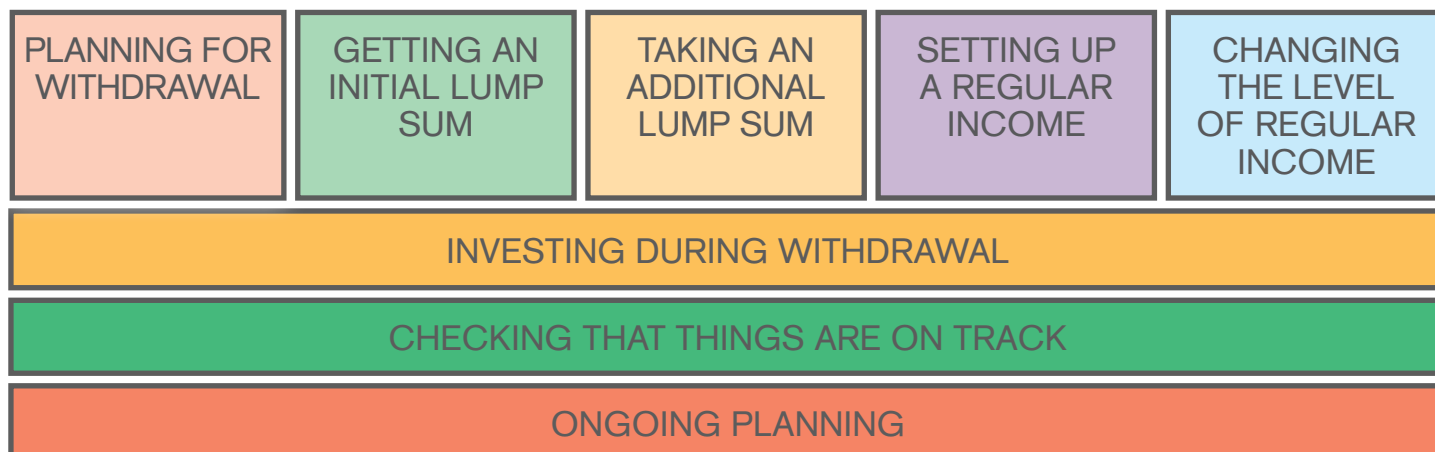 PLANNING FOR
WITHDRAWAL
GETTING AN
INITIAL LUMP
SUM
TAKING AN
ADDITIONAL
LUMP SUM
SETTING UP
A REGULAR
INCOME
CHANGING
THE LEVEL
OF REGULAR
INCOME
INVESTING DURING WITHDRAWAL
CHECKING THAT THINGS ARE ON TRACK
ONGOING PLANNING